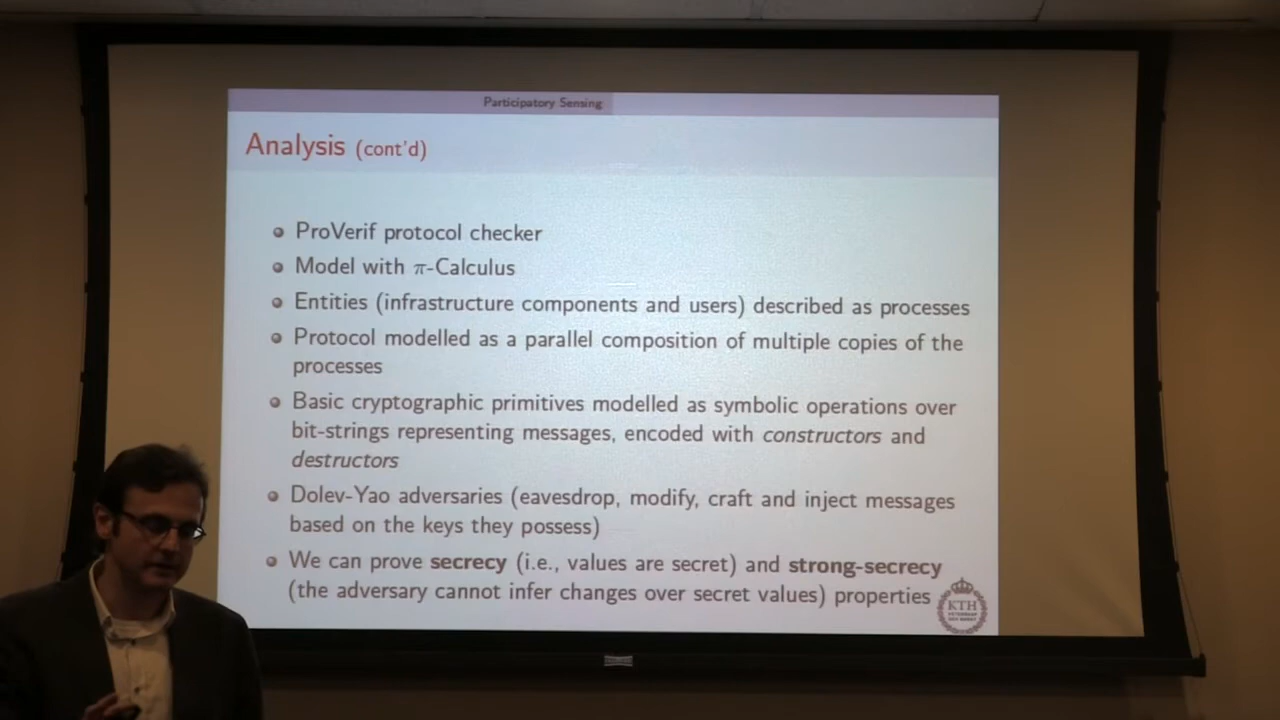 Participatory Sensing
Analysis (cont'd)
ProVerif protocol checker
Model with π-Calculus
Entities (infrastructure components and users) described as processes
Protocol modelled as a parallel composition of multiple copies of the
processes
Basic cryptographic primitives modelled as symbolic operations over
bit-strings representing messages, encoded with constructors and
destructors
Dolev-Yao adversaries (eavesdrop, modify, craft and inject messages
based on the keys they possess)
We can prove secrecy (i.e., values are secret) and strong-secrecy
(the adversary cannot infer changes over secret values) properties
KTH